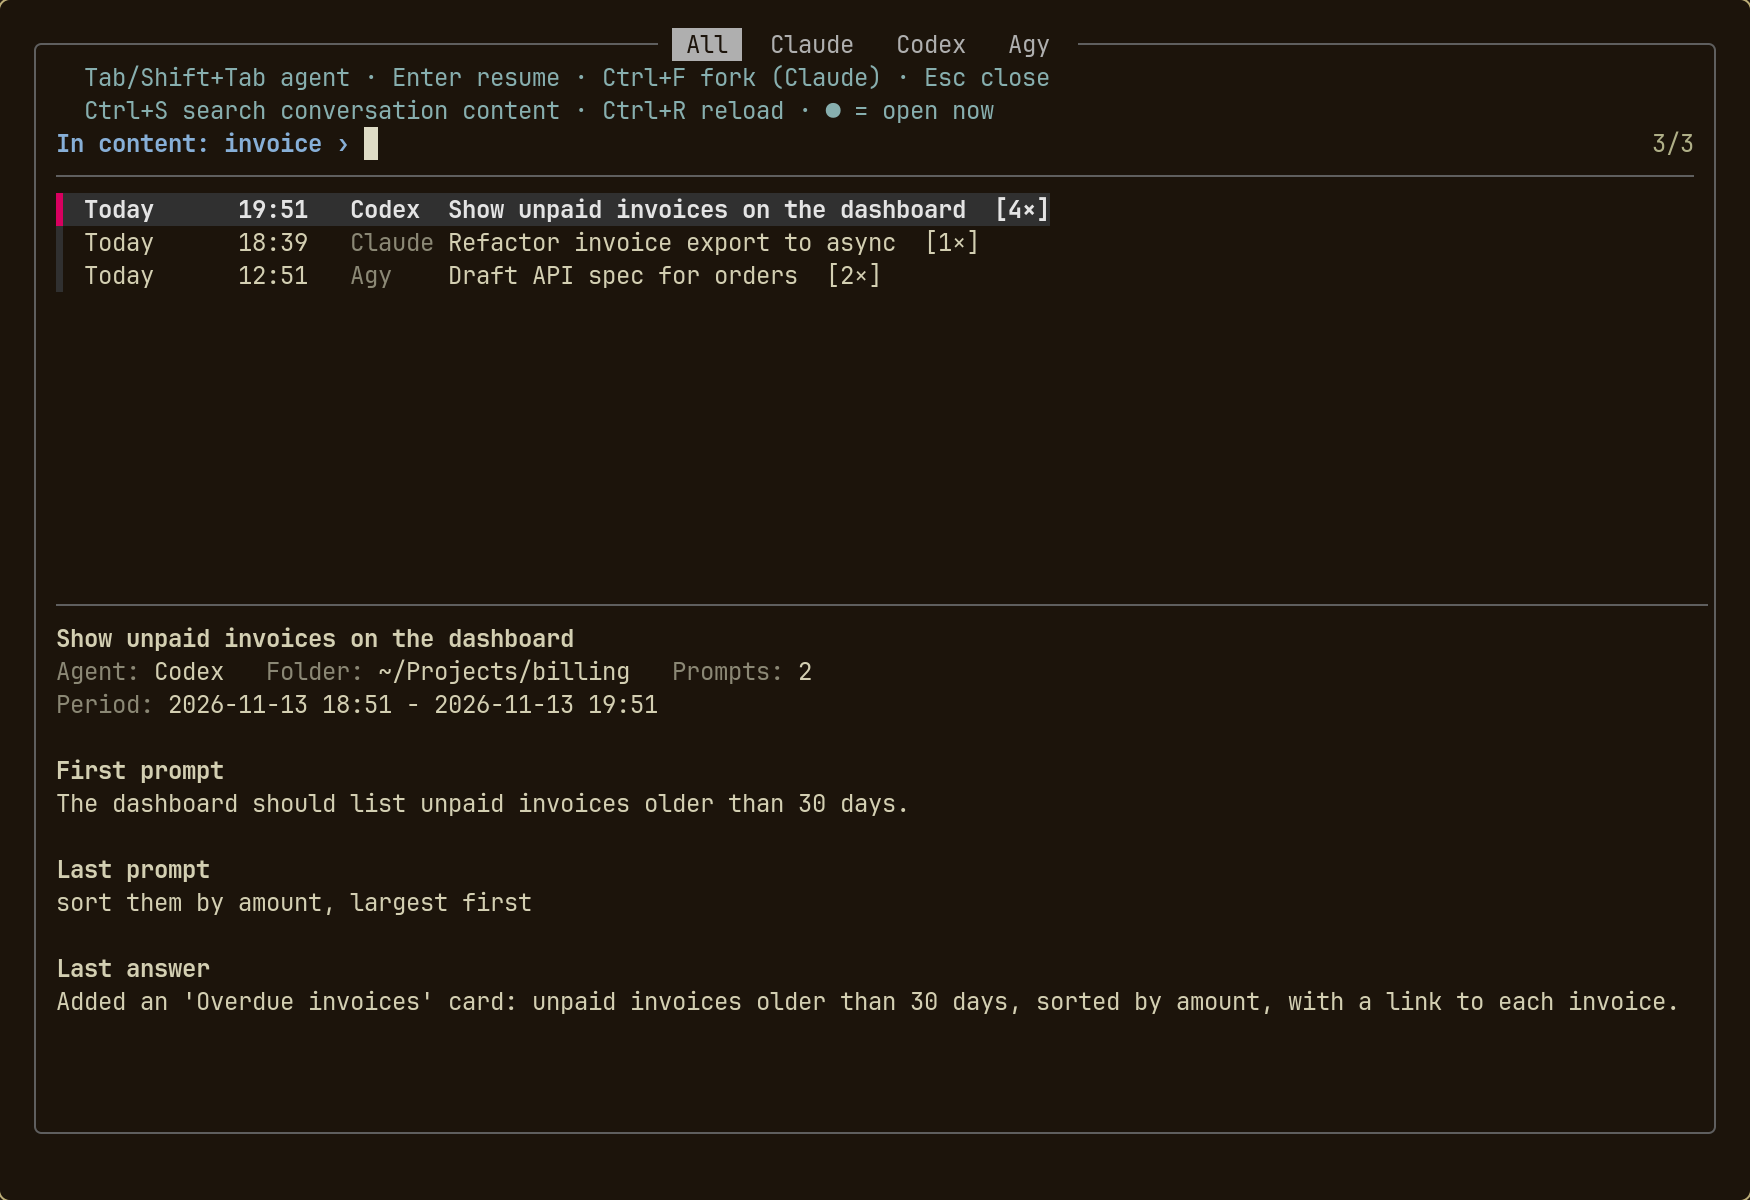 All Claude Codex Agy
Tab/Shift+Tab agent · Enter resume · Ctrl+F fork (Claude) · Esc close
Ctrl+S search conversation content · Ctrl+R reload · ● = open now
In content: invoice › 3/3
Today 19:51 Codex Show unpaid invoices on the dashboard [4×]
Today 18:39 Claude Refactor invoice export to async [1×]
Today 12:51 Agy Draft API spec for orders [2×]
Show unpaid invoices on the dashboard
Agent: Codex Folder: ~/Projects/billing Prompts: 2
Period: 2026-11-13 18:51 - 2026-11-13 19:51
First prompt
The dashboard should list unpaid invoices older than 30 days.
Last prompt
sort them by amount, largest first
Last answer
Added an 'Overdue invoices' card: unpaid invoices older than 30 days, sorted by amount, with a link to each invoice.